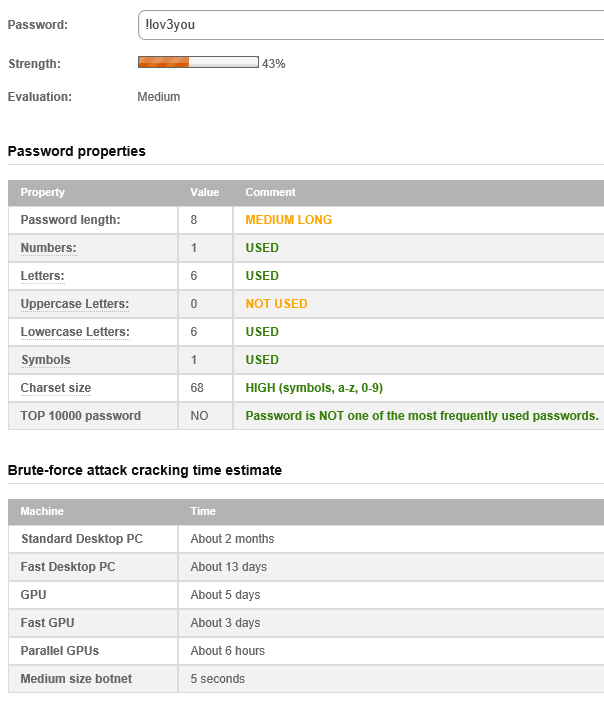 Password: !lov3you
Strength: 43%
Evaluation: Medium
Password properties
Property Value Comment
Password length: 8 MEDIUM LONG
Numbers: 1 USED
Letters: 6 USED
Uppercase Letters: 0 NOT USED
Lowercase Letters: 6 USED
Symbols 1 USED
Charset size 68 HIGH (symbols, a-z, 0-9)
TOP 10000 password NO Password is NOT one of the most frequently used passwords.
Brute-force attack cracking time estimate
Machine Time
Standard Desktop PC About 2 months
Fast Desktop PC About 13 days
GPU About 5 days
Fast GPU About 3 days
Parallel GPUs About 6 hours
Medium size botnet 5 seconds